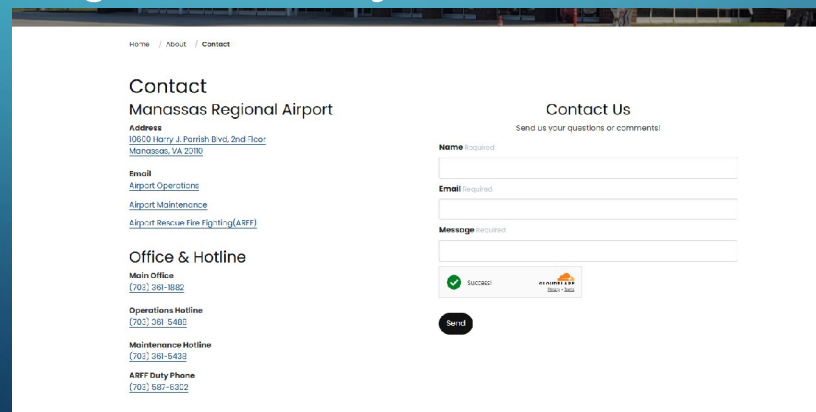 Home / About / Contact
Contact
Manassas Regional Airport
Address
10600 Harry J. Parrish Blvd, 2nd Floor
Manassas, VA 20110
Email
Airport Operations
Airport Maintenance
Airport Rescue Fire Fighting(ARFF)
Office & Hotline
Main Office
(703) 361-1882
Operations Hotline
(703) 361-5488
Maintenance Hotline
(703) 361-5438
ARFF Duty Phone
(703) 587-6302
Contact Us
Send us your questions or comments!
Name Required
Email Required
Message Required
Success!
CLOUDFLARE
Privacy • Terms
Send